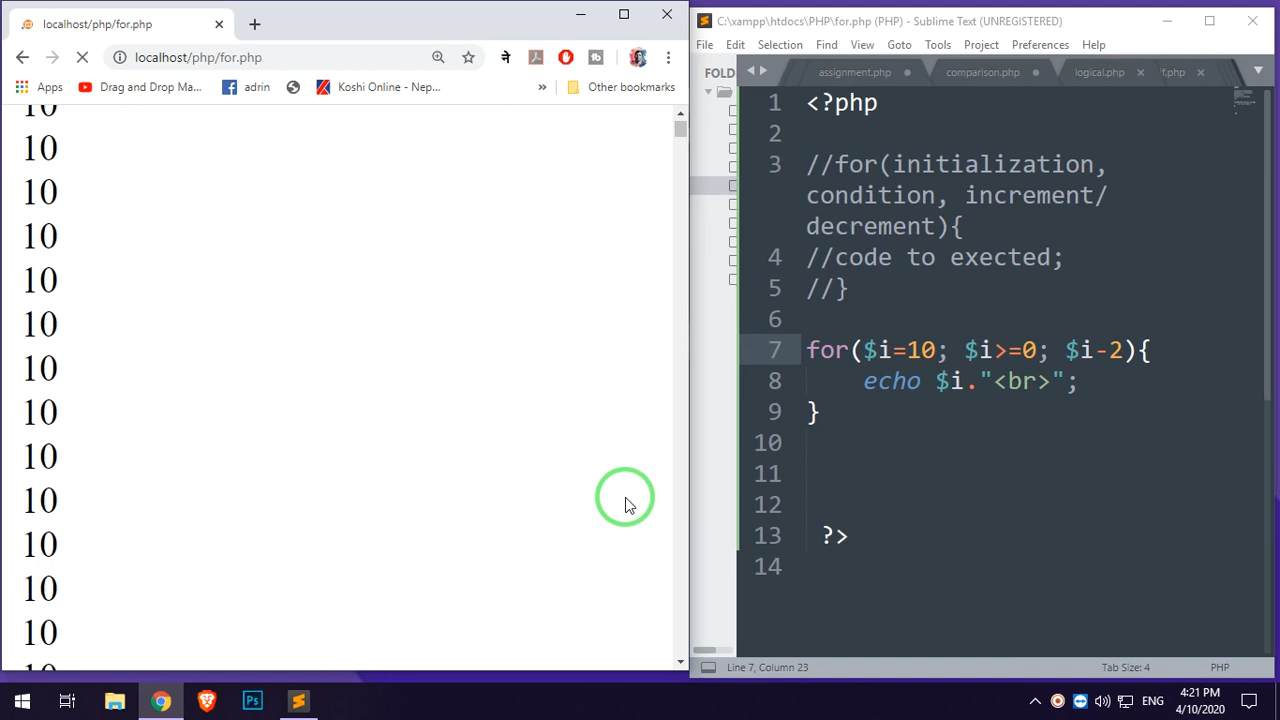 localhost/php/for.php
localhost/php/for.php
ने
Apps
Drag and Drop Ma...
adrin
Koshi Online - Nep...
»
Other bookmarks
10
10
10
10
10
10
10
10
10
10
10
10
10
10
C:\xampp\htdocs\PHP\for.php (PHP) - Sublime Text (UNREGISTERED)
File Edit Selection Find View Goto Tools Project Preferences Help
FOLD
assignment.php comparison.php logical.php f.php
1 <?php
2
3 //for(initialization,
condition, increment/
decrement){
4 //code to exected;
5 //}
6
7 for($i=10; $i>=0; $i-2){
8 echo $i."<br>";
9 }
10
11
12
13 ?>
14
Line 7, Column 23 Tab Size: 4 PHP
Ps
ENG
4:21 PM
4/10/2020